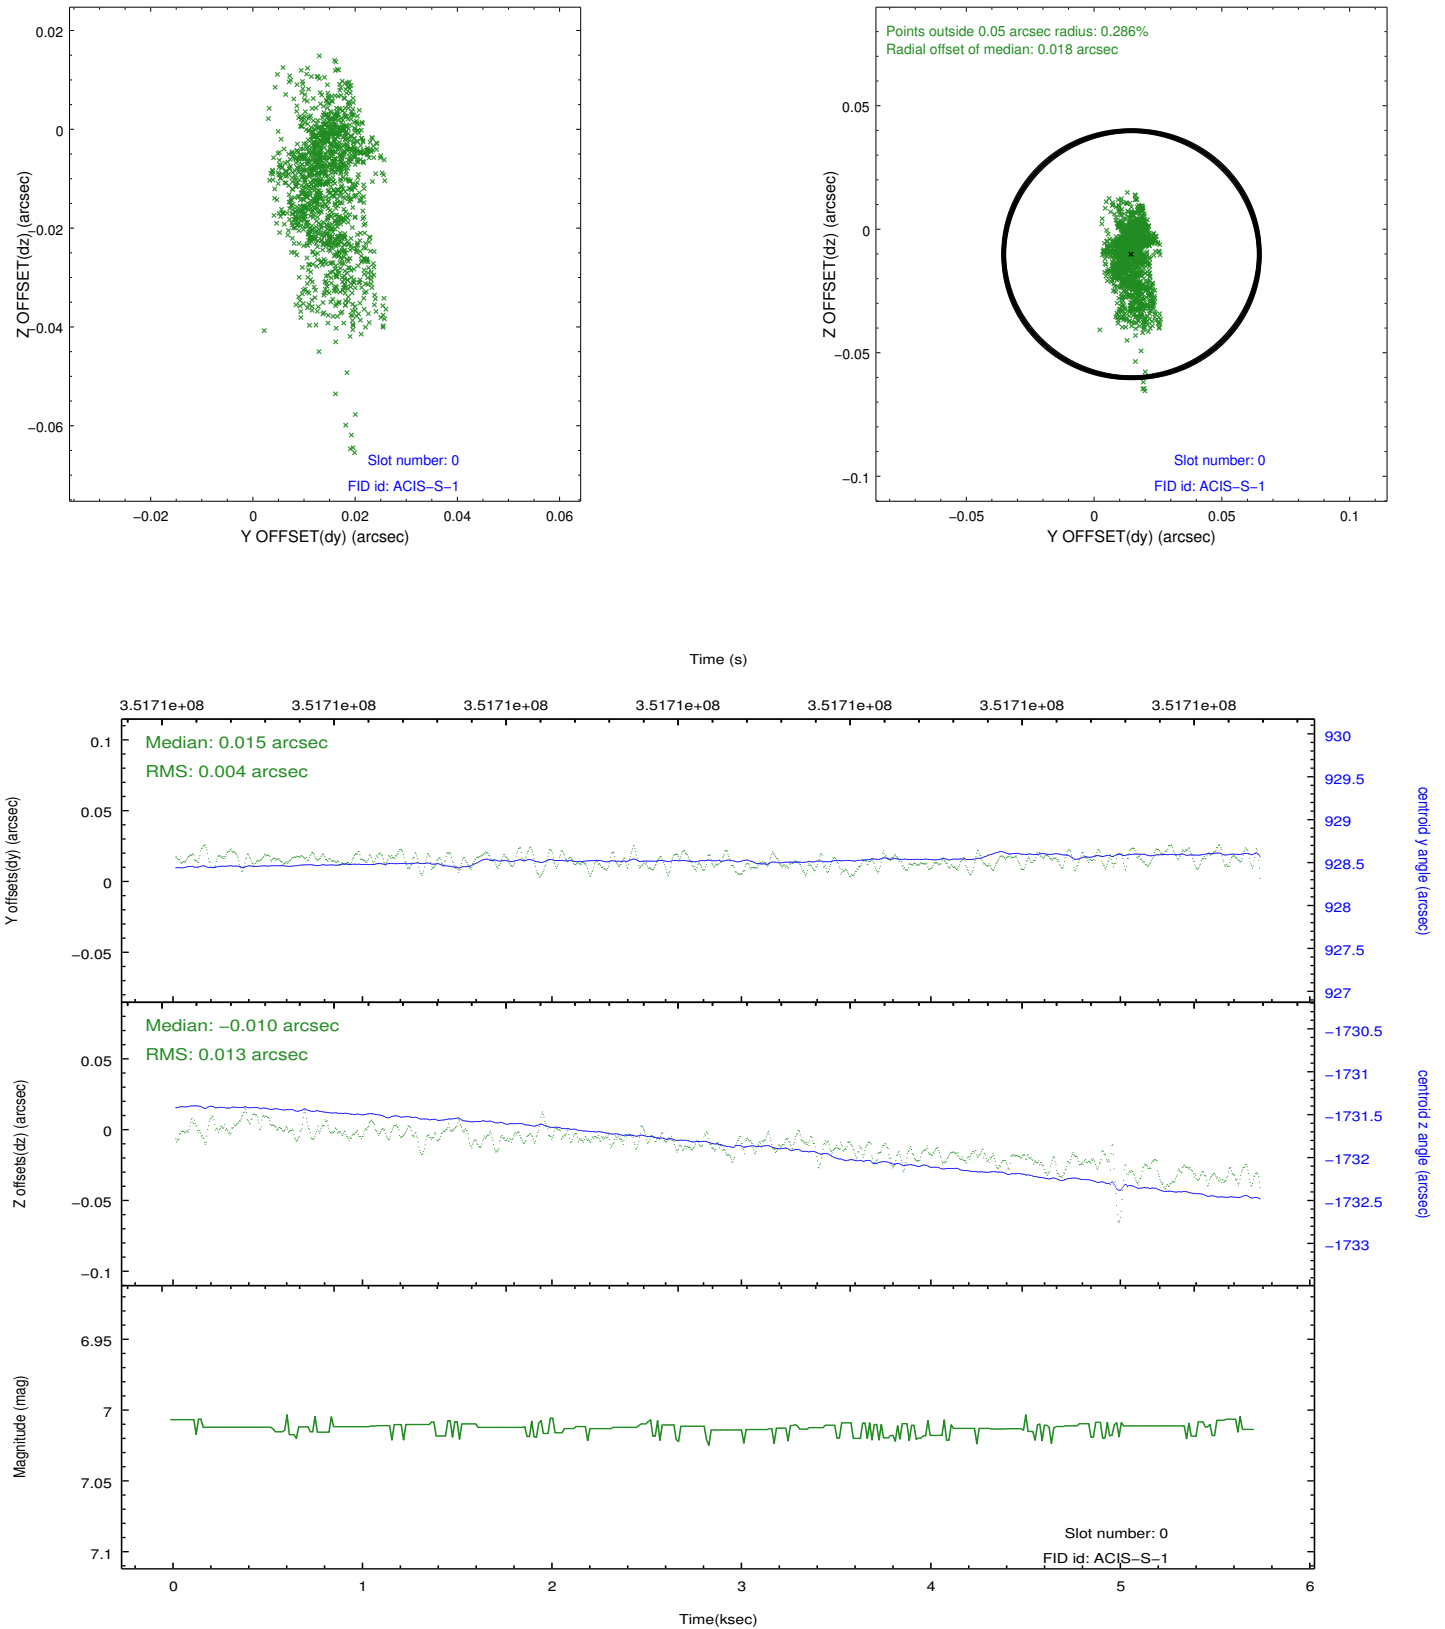 0.02
0
−0.02
−0.04
−0.06
Z OFFSET(dz) (arcsec)
Slot number: 0
FID id: ACIS−S−1
−0.02 0 0.02 0.04 0.06
Y OFFSET(dy) (arcsec)
Points outside 0.05 arcsec radius: 0.286%
Radial offset of median: 0.018 arcsec
0.05
0
−0.05
−0.1
Z OFFSET(dz) (arcsec)
Slot number: 0
FID id: ACIS−S−1
−0.05 0 0.05 0.1
Y OFFSET(dy) (arcsec)
Time (s)
3.5171e+08 3.5171e+08 3.5171e+08 3.5171e+08 3.5171e+08 3.5171e+08 3.5171e+08
Median: 0.015 arcsec
RMS: 0.004 arcsec
0.1
0.05
0
−0.05
Y offsets(dy) (arcsec)
930
929.5
929
928.5
928
927.5
927
centroid y angle (arcsec)
Median: −0.010 arcsec
RMS: 0.013 arcsec
0.05
0
−0.05
−0.1
Z offsets(dz) (arcsec)
−1730.5
−1731
−1731.5
−1732
−1732.5
−1733
centroid z angle (arcsec)
6.95
7
7.05
7.1
Magnitude (mag)
Slot number: 0
FID id: ACIS−S−1
0 1 2 3 4 5 6
Time(ksec)